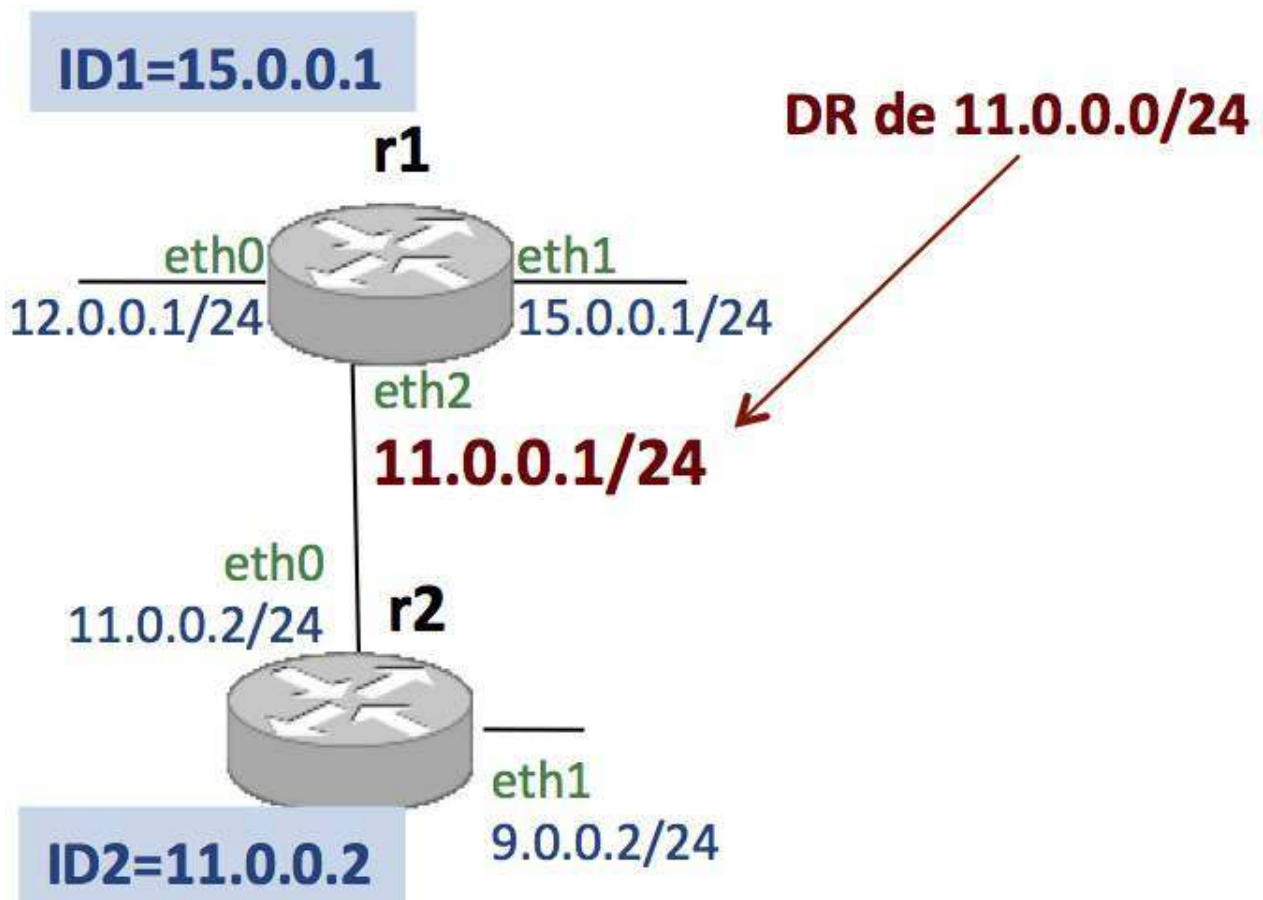 ID1=15.0.0.1
DR de 11.0.0.0/24
r1
eth0
eth1
12.0.0.1/24
15.0.0.1/24
eth2
11.0.0.1/24
eth0
11.0.0.2/24
r2
eth1
9.0.0.2/24
ID2=11.0.0.2